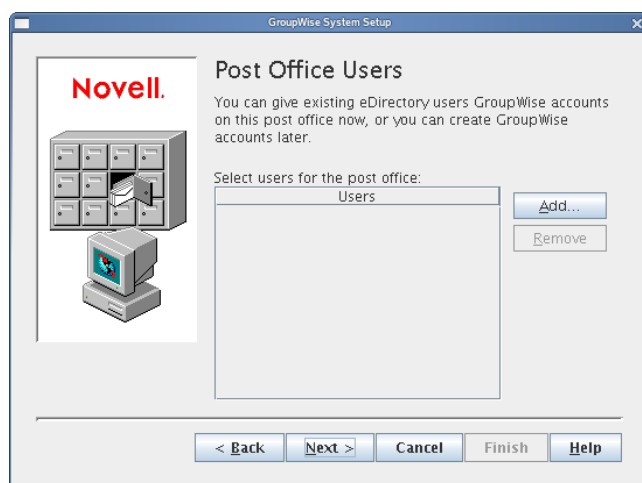 GroupWise System Setup
Novell.
Post Office Users
You can give existing eDirectory users GroupWise accounts
on this post office now, or you can create GroupWise
accounts later.
Select users for the post office:
Users
Add...
Remove
< Back
Next >
Cancel
Finish
Help